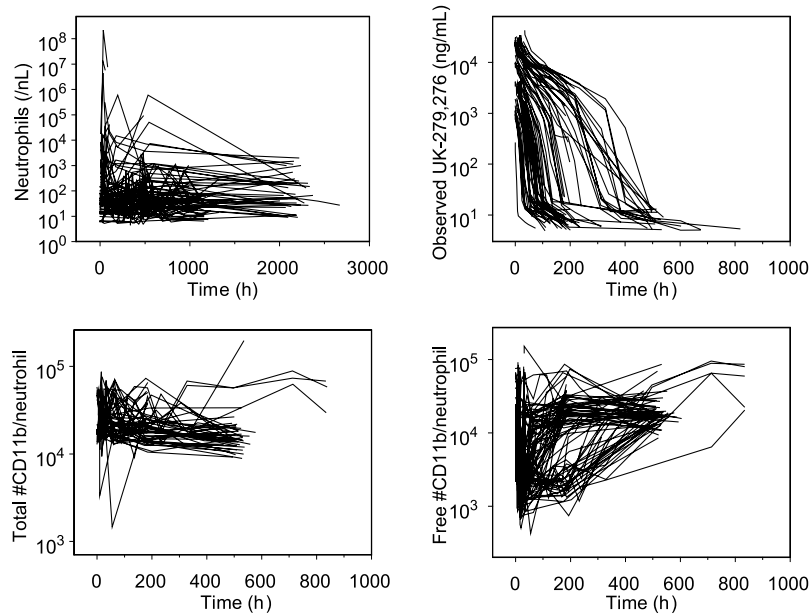 Neutrophils (/nL)
10^8
10^7
10^6
10^5
10^4
10^3
10^2
10^1
10^0
0 1000 2000 3000
Time (h)
Observed UK-279,276 (ng/mL)
10^4
10^3
10^2
10^1
0 200 400 600 800 1000
Time (h)
Total #CD11b/neutrohil
10^5
10^4
10^3
0 200 400 600 800 1000
Time (h)
Free #CD11b/neutrophil
10^5
10^4
10^3
0 200 400 600 800 1000
Time (h)